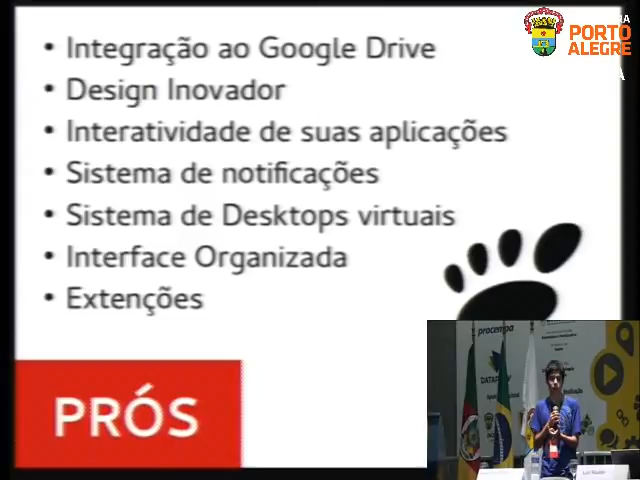 • Integração ao Google Drive
• Design Inovador
• Interatividade de suas aplicações
• Sistema de notificações
• Sistema de Desktops virtuais
• Interface Organizada
• Extenções
PRÓS
PORTO
ALEGRE
procempa